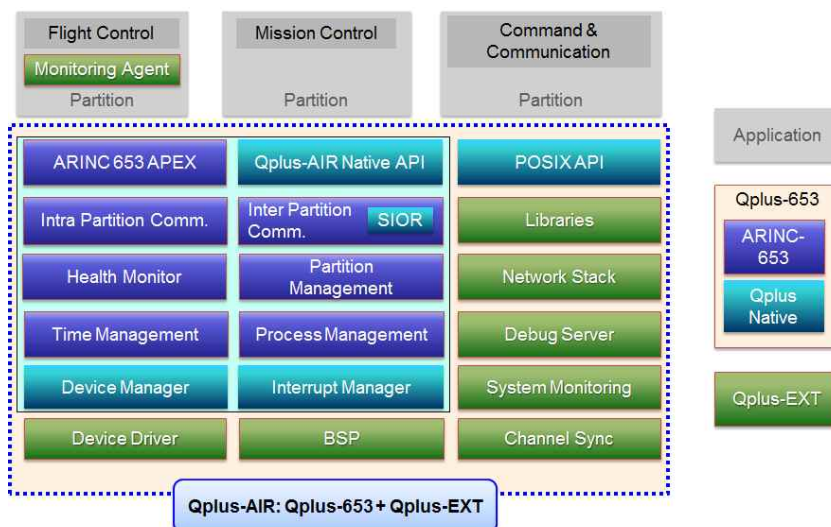 Flight Control
Monitoring Agent
Partition
Mission Control
Partition
Command &
Communication
Partition
ARINC 653 APEX
Qplus-AIR Native API
POSIX API
Intra Partition Comm.
Inter Partition
Comm.
SIOR
Libraries
Health Monitor
Partition
Management
Network Stack
Time Management
Process Management
Debug Server
Device Manager
Interrupt Manager
System Monitoring
Device Driver
BSP
Channel Sync
Qplus-AIR: Qplus-653 + Qplus-EXT
Application
Qplus-653
ARINC-
653
Qplus
Native
Qplus-EXT